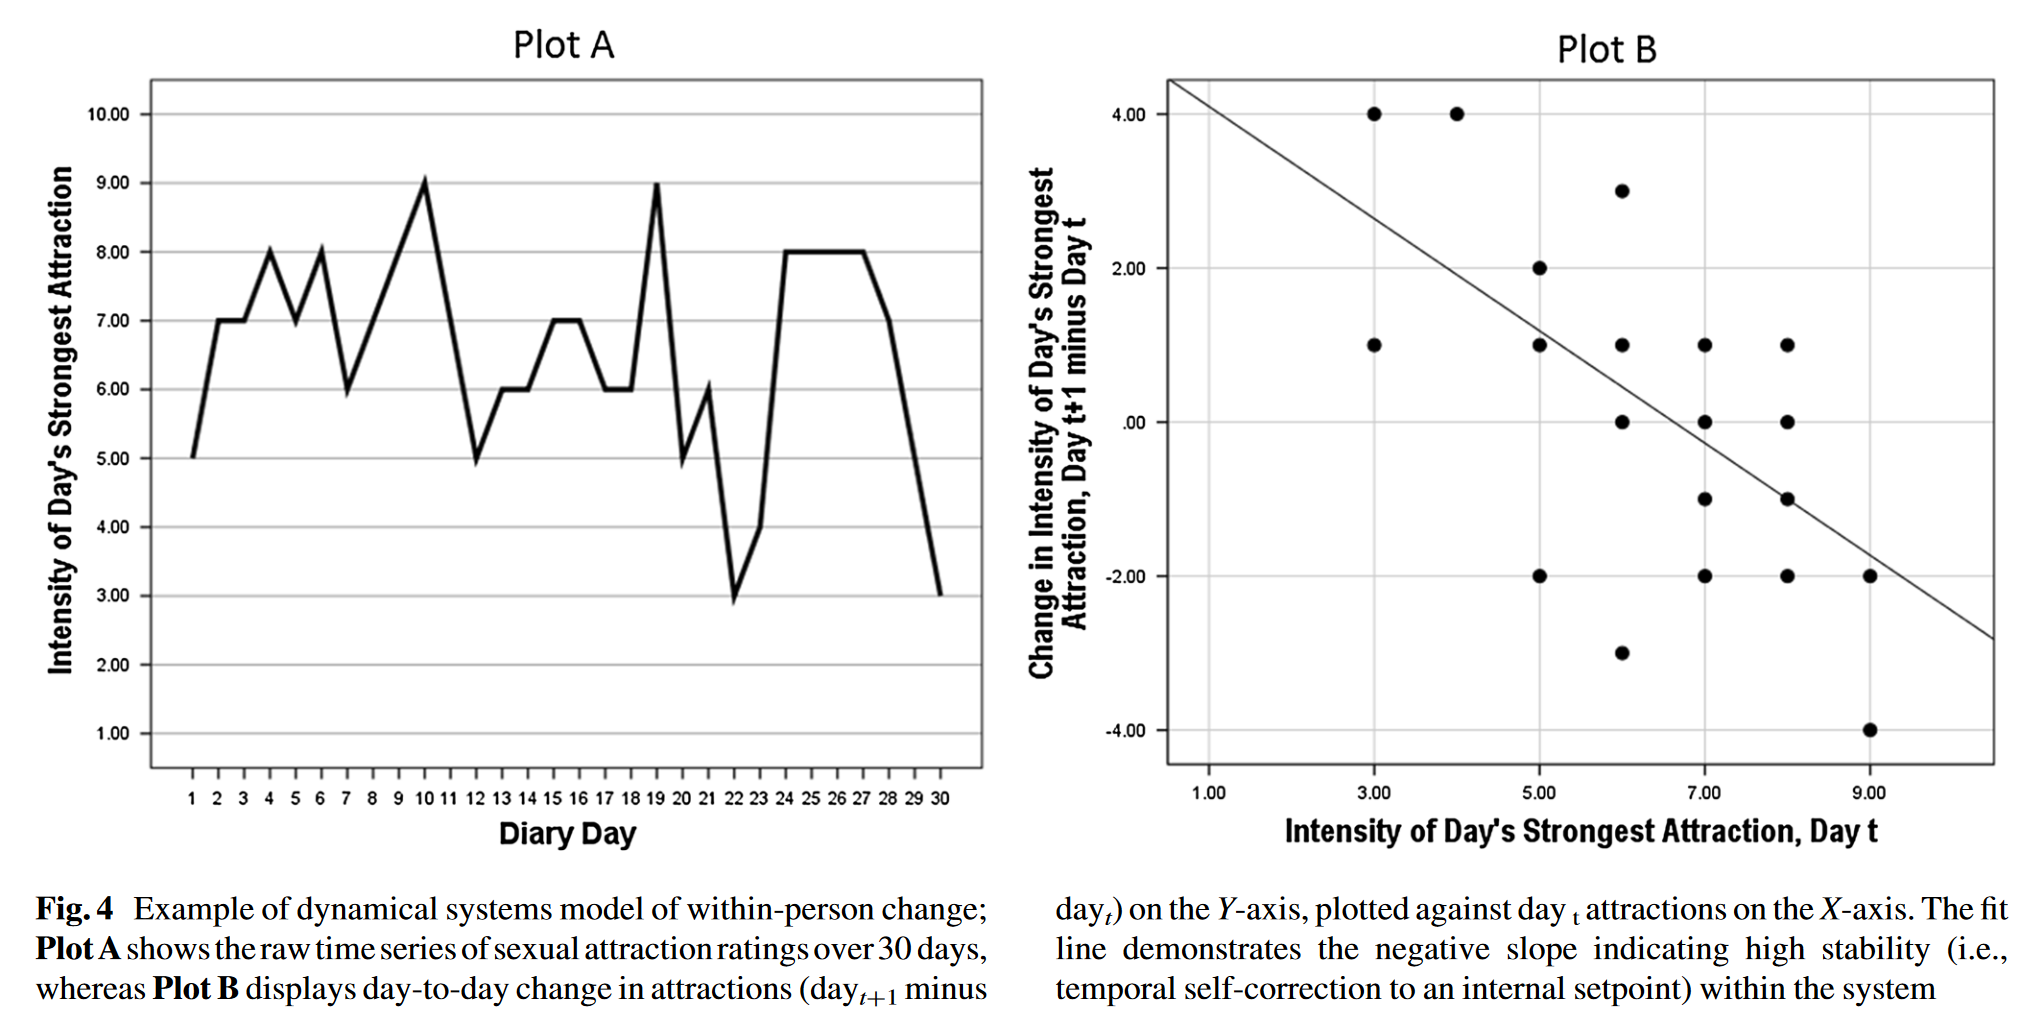 Plot A
10.00
9.00
8.00
7.00
6.00
5.00
4.00
3.00
2.00
1.00
Intensity of Day's Strongest Attraction
1 2 3 4 5 6 7 8 9 10 11 12 13 14 15 16 17 18 19 20 21 22 23 24 25 26 27 28 29 30
Diary Day
Plot B
4.00
2.00
.00
-2.00
-4.00
Change in Intensity of Day's Strongest
Attraction, Day t+1 minus Day t
1.00 3.00 5.00 7.00 9.00
Intensity of Day's Strongest Attraction, Day t
Fig. 4 Example of dynamical systems model of within-person change;
Plot A shows the raw time series of sexual attraction ratings over 30 days,
whereas Plot B displays day-to-day change in attractions (day t+1 minus
day t) on the Y-axis, plotted against day t attractions on the X-axis. The fit
line demonstrates the negative slope indicating high stability (i.e.,
temporal self-correction to an internal setpoint) within the system